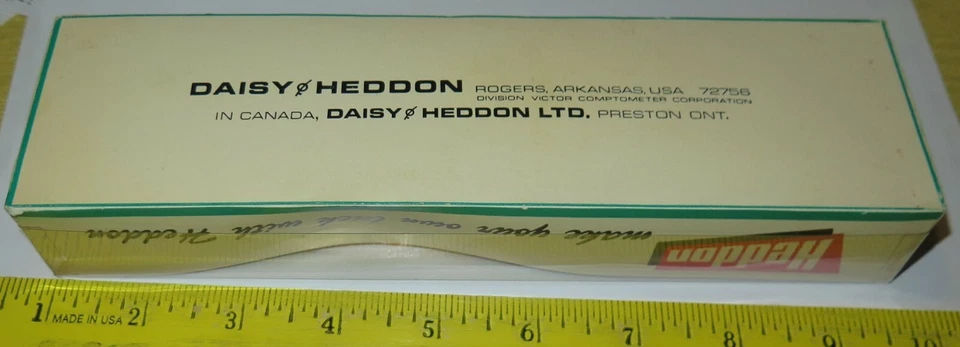 DAISY HEDDON ROGERS, ARKANSAS, USA 72756
DIVISION VICTOR COMPTOMETER CORPORATION
IN CANADA, DAISY HEDDON LTD. PRESTON ONT.
make your own luck with Heddon
Heddon
1 MADE IN USA 2 3 4 5 6 7 8 9 10